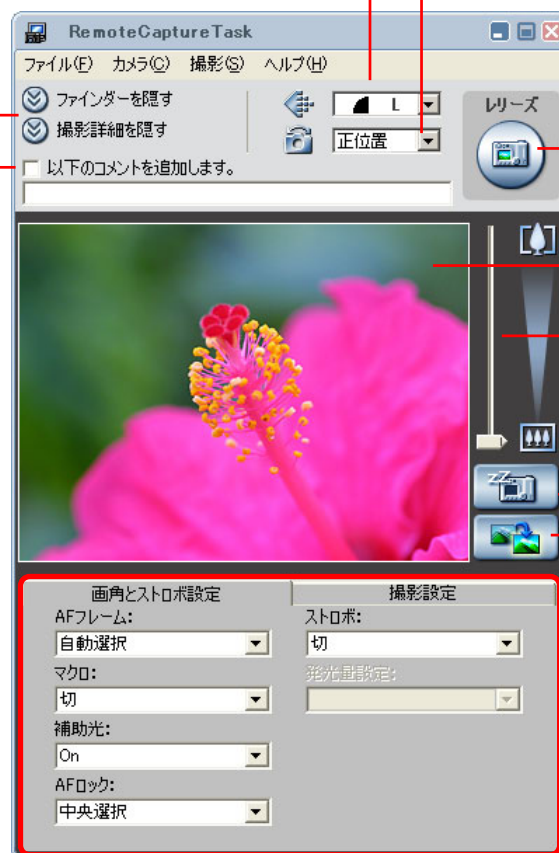 RemoteCaptureTask
ファイル(F) カメラ(C) 撮影(S) ヘルプ(H)
ファインダーを隠す
L
レリーズ
撮影詳細を隠す
正位置
以下のコメントを追加します。
画角とストロボ設定
撮影設定
AFフレーム:
ストロボ:
自動選択
切
マクロ:
発光量設定:
切
補助光:
On
AFロック:
中央選択